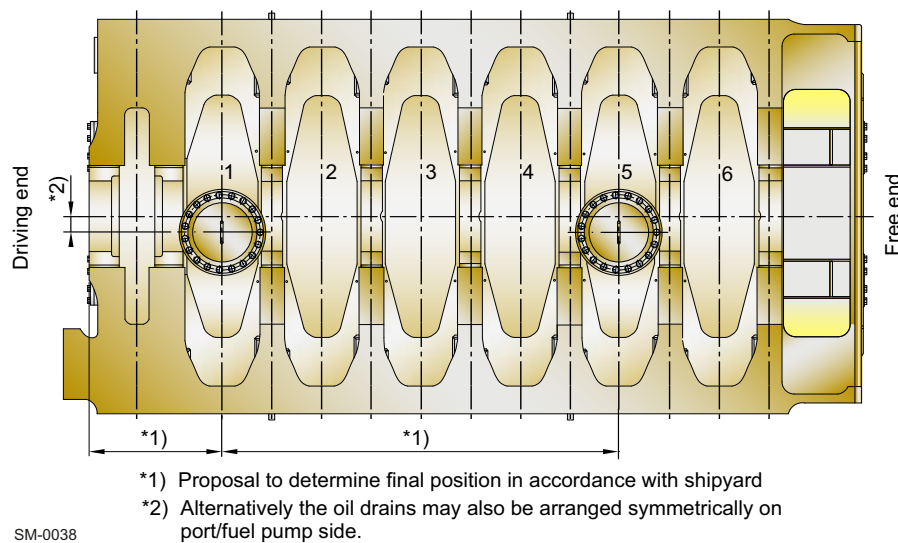 1
2
3
4
5
6
*2)
Driving end
Free end
*1)
*1)
*1) Proposal to determine final position in accordance with shipyard
*2) Alternatively the oil drains may also be arranged symmetrically on
port/fuel pump side.
SM-0038